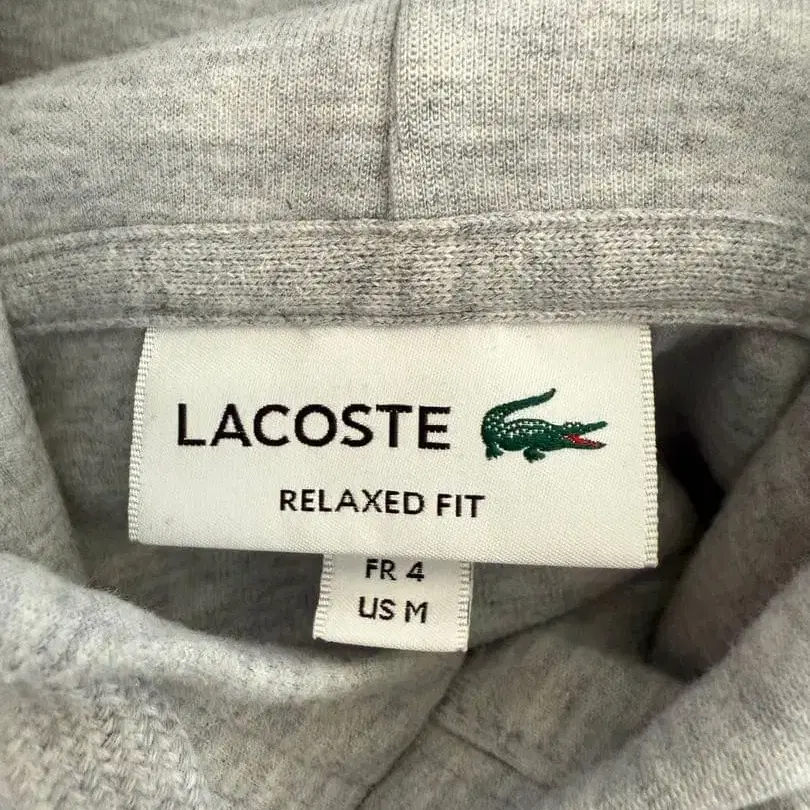 LACOSTE
RELAXED FIT
FR 4
US M